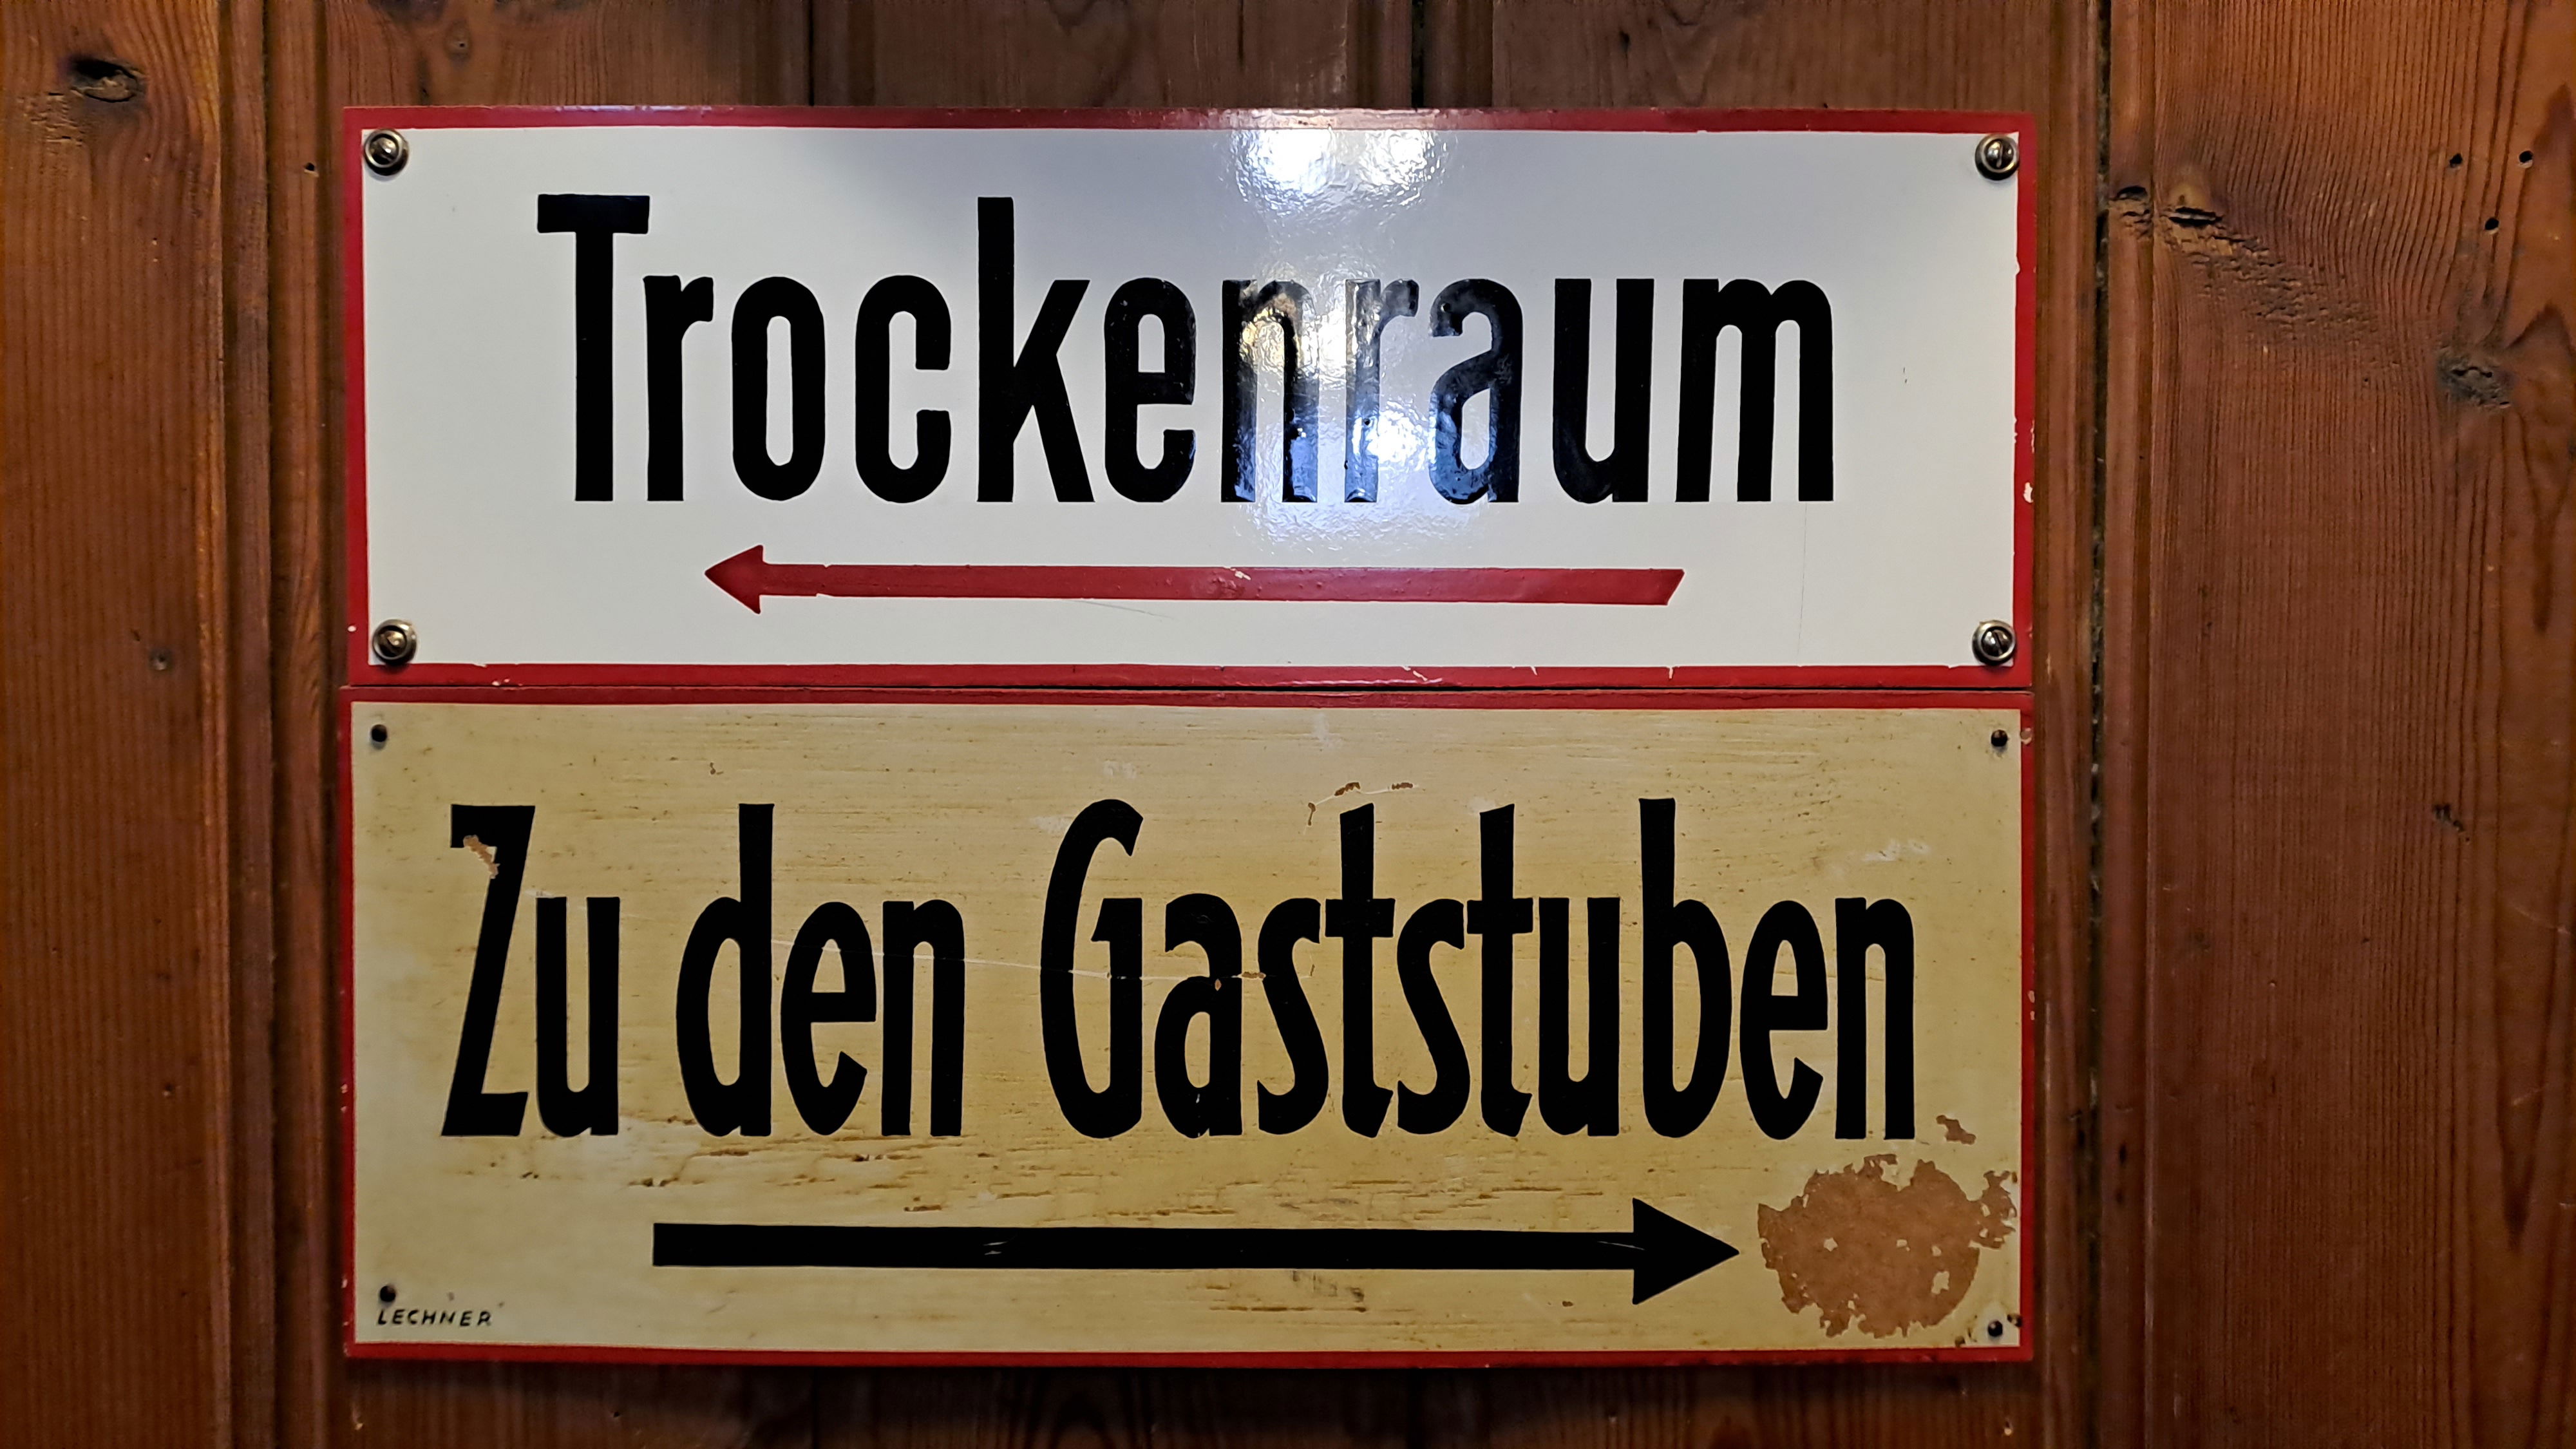 Trockenraum
Zu den Gaststuben
LECHNER